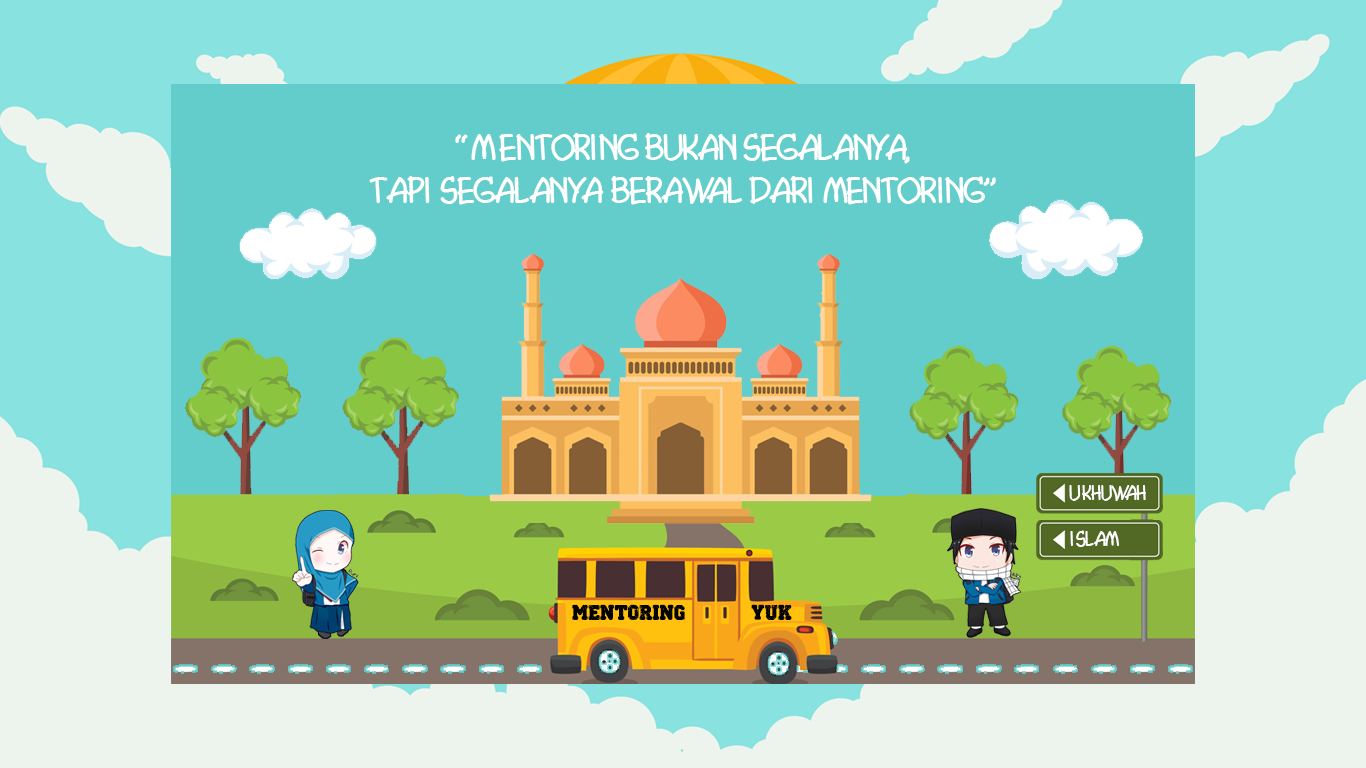 “MENTORING BUKAN SEGALANYA,
TAPI SEGALANYA BERAWAL DARI MENTORING”
UKHUWAH
ISLAM
MENTORING YUK